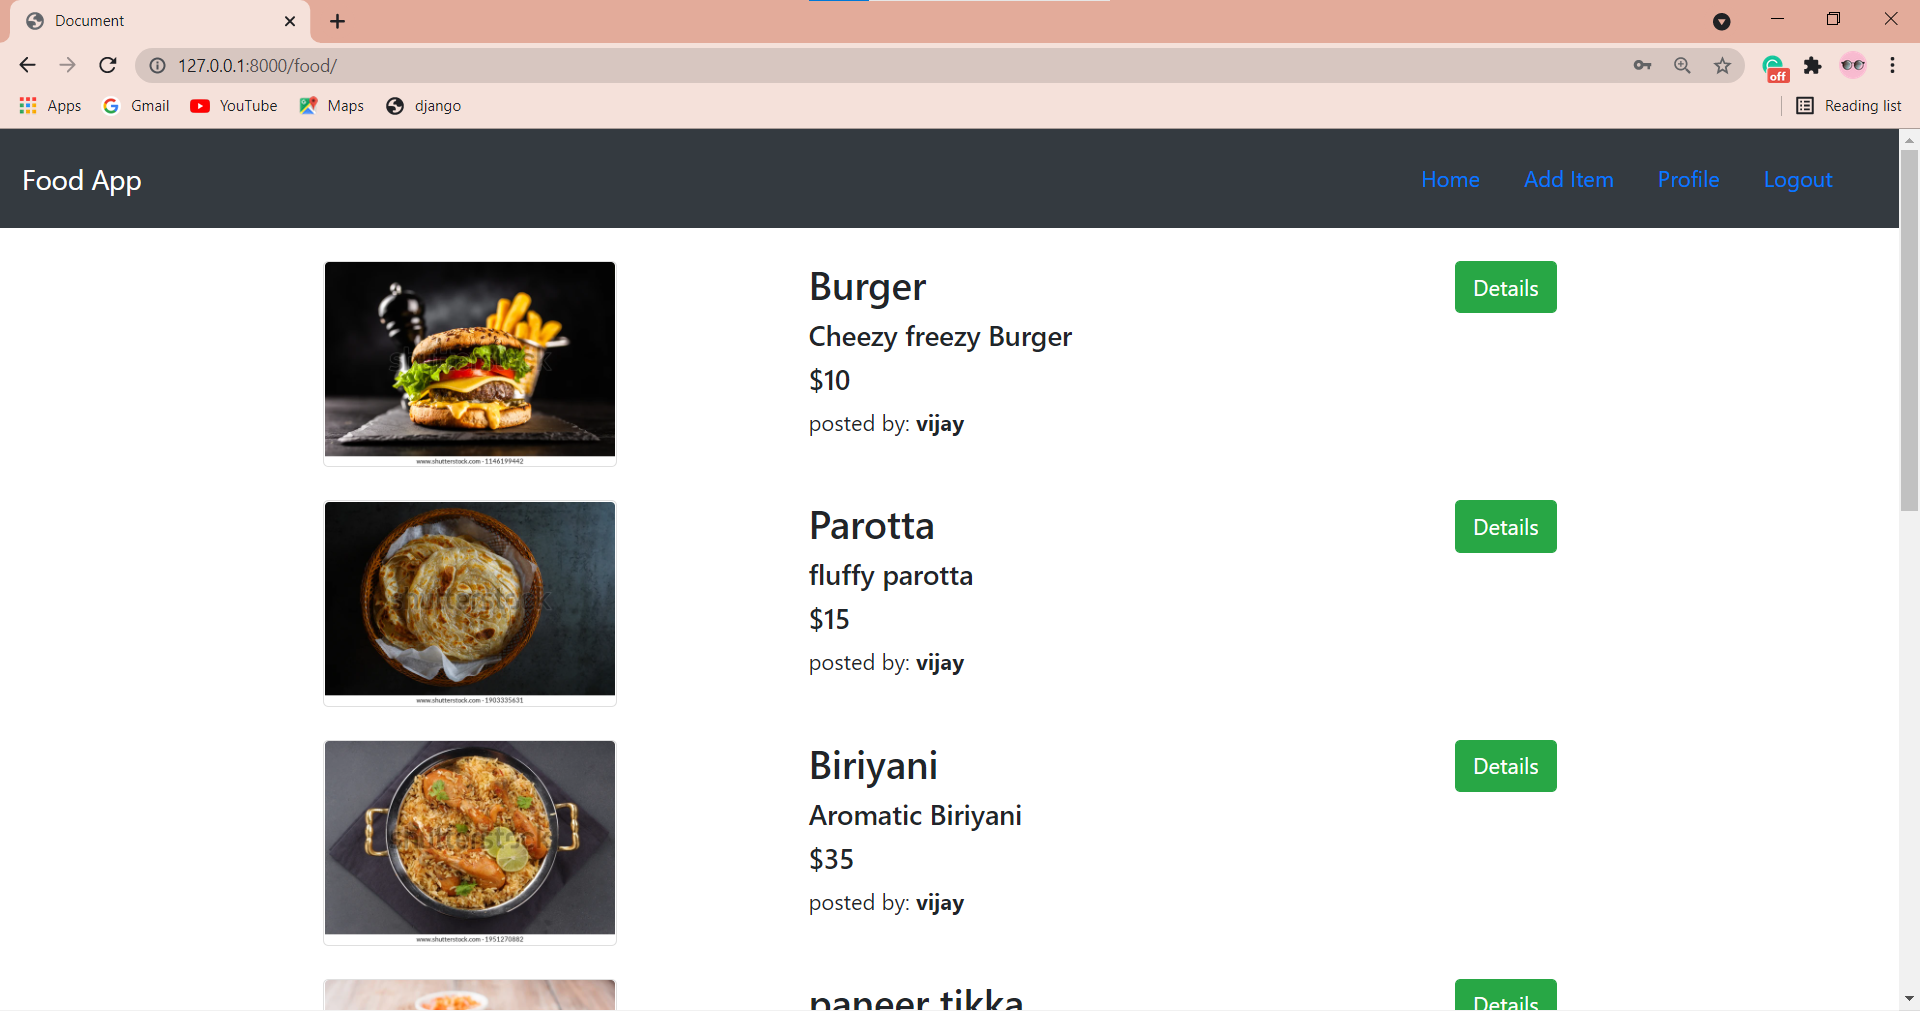 Document
127.0.0.1:8000/food/
off
Apps
Gmail
YouTube
Maps
django
Reading list
Food App
Home
Add Item
Profile
Logout
shutterstock
www.shutterstock.com · 1146199442
Burger
Cheezy freezy Burger
$10
posted by: vijay
Details
shutterstock
www.shutterstock.com · 1903335631
Parotta
fluffy parotta
$15
posted by: vijay
Details
shutterstock
www.shutterstock.com · 1951270882
Biriyani
Aromatic Biriyani
$35
posted by: vijay
Details
paneer tikka
Details